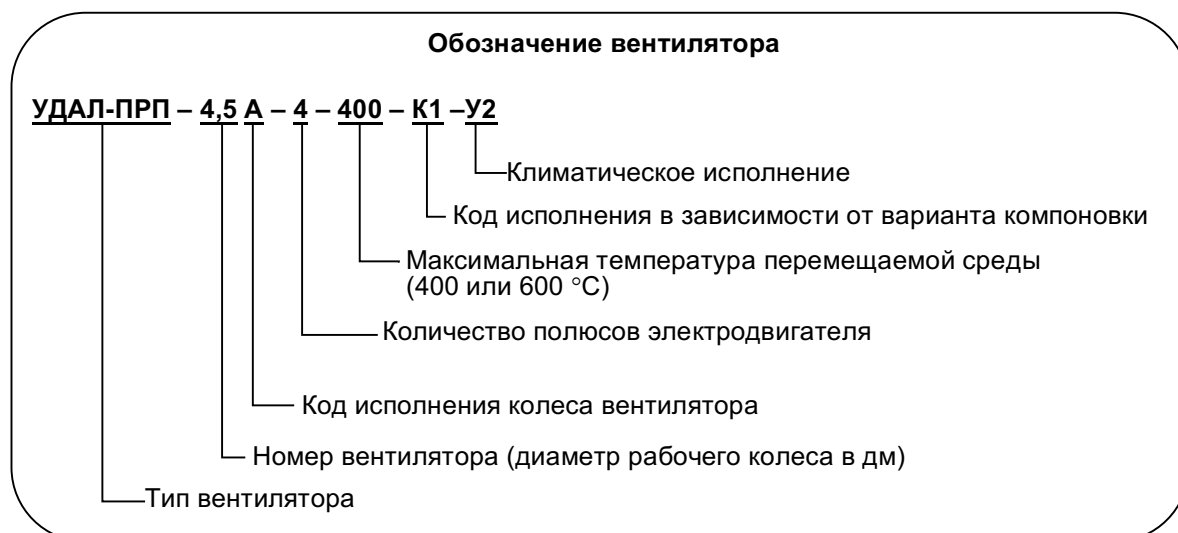 Обозначение вентилятора
УДАЛ-ПРП – 4,5 А – 4 – 400 – К1 –У2
Климатическое исполнение
Код исполнения в зависимости от варианта компоновки
Максимальная температура перемещаемой среды
(400 или 600 °С)
Количество полюсов электродвигателя
Код исполнения колеса вентилятора
Номер вентилятора (диаметр рабочего колеса в дм)
Тип вентилятора